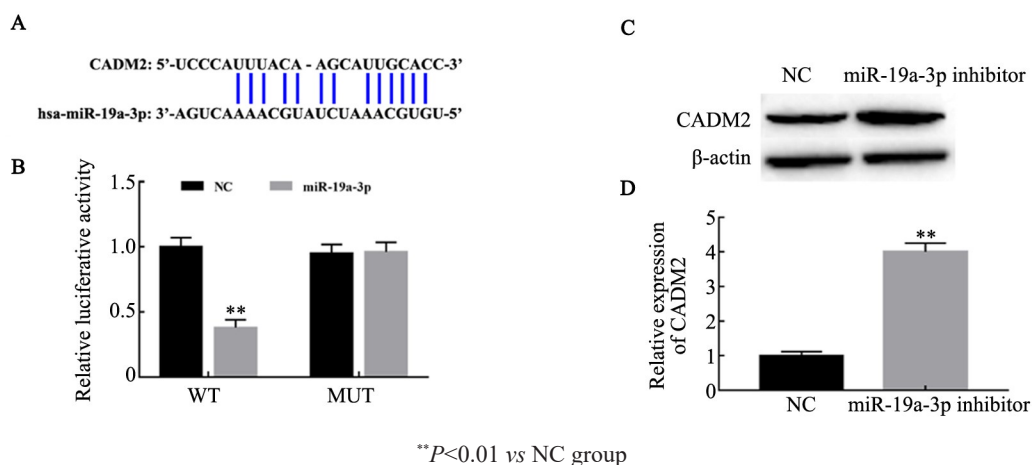 A
CADM2: 5’-UCCCAUUUACA - AGCAUUGCACC-3’
hsa-miR-19a-3p: 3’-AGUCAAAACGUAUCUAAACGUGU-5’
B
Relative luciferative activity
1.5
1.0
0.5
0
NC
miR-19a-3p
**
WT
MUT
C
NC
miR-19a-3p inhibitor
CADM2
β-actin
D
Relative expression
of CADM2
5
4
3
2
1
0
**
NC
miR-19a-3p inhibitor
**P<0.01 vs NC group